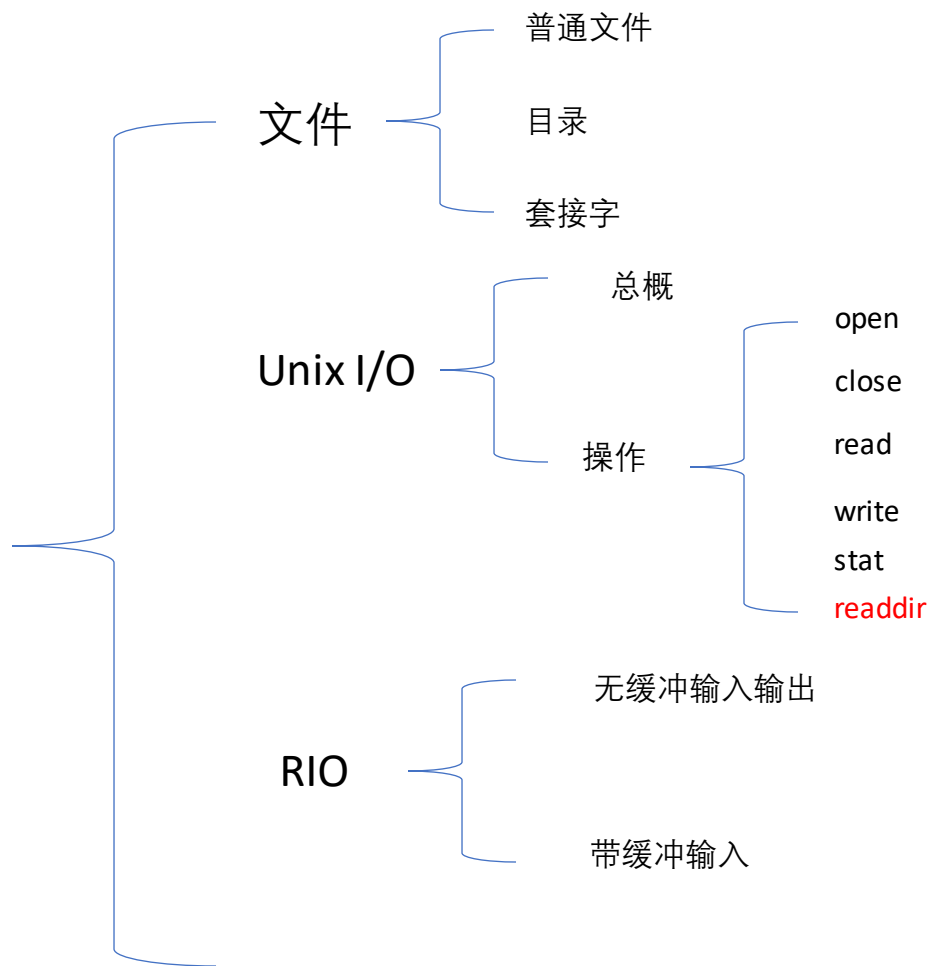 文件
普通文件
目录
套接字
Unix I/O
总概
操作
open
close
read
write
stat
readdir
RIO
无缓冲输入输出
带缓冲输入